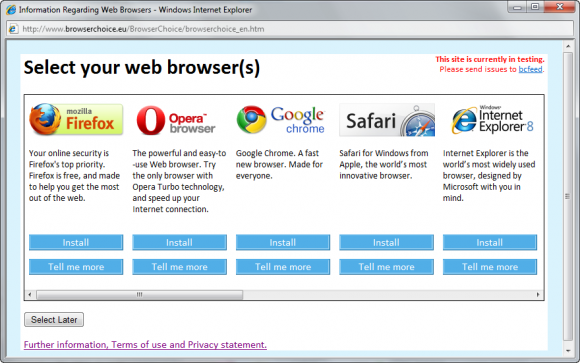 Information Regarding Web Browsers - Windows Internet Explorer
http://www.browserchoice.eu/BrowserChoice/browserchoice_en.htm
This site is currently in testing.
Please send issues to bcfeed.
Select your web browser(s)
mozilla
Firefox
Opera™
browser
Google
chrome
Safari
Windows®
Internet
Explorer 8
Your online security is
Firefox's top priority.
Firefox is free, and made
to help you get the most
out of the web.
The powerful and easy-to
-use Web browser. Try
the only browser with
Opera Turbo technology,
and speed up your
Internet connection.
Google Chrome. A fast
new browser. Made for
everyone.
Safari for Windows from
Apple, the world's most
innovative browser.
Internet Explorer is the
world's most widely used
browser, designed by
Microsoft with you in
mind.
Install
Install
Install
Install
Install
Tell me more
Tell me more
Tell me more
Tell me more
Tell me more
Select Later
Further information, Terms of use and Privacy statement.